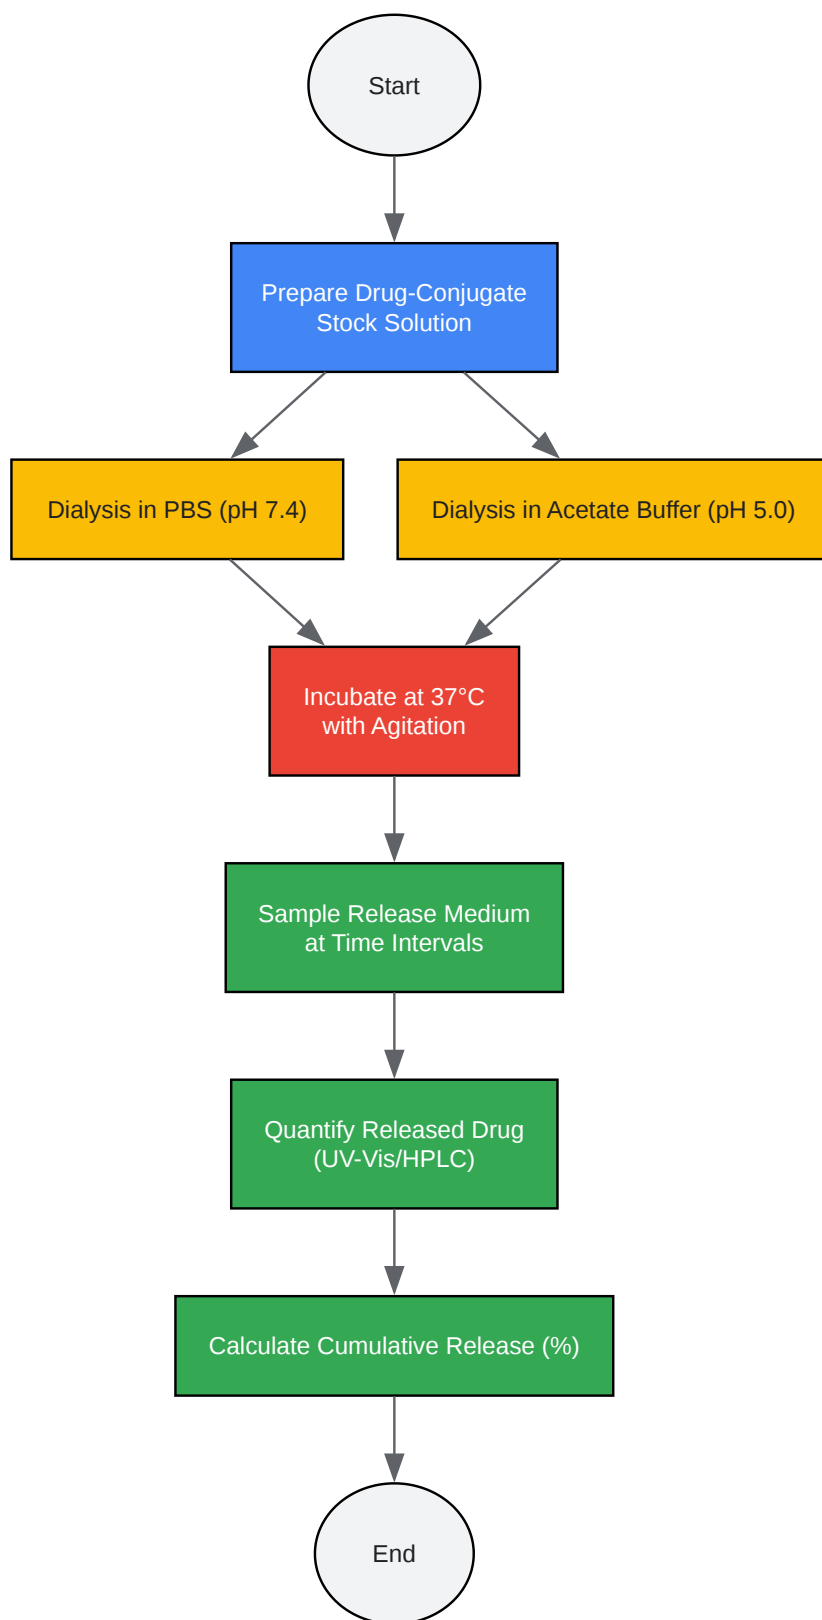 Start
Prepare Drug-Conjugate
Stock Solution
Dialysis in PBS (pH 7.4)
Dialysis in Acetate Buffer (pH 5.0)
Incubate at 37°C
with Agitation
Sample Release Medium
at Time Intervals
Quantify Released Drug
(UV-Vis/HPLC)
Calculate Cumulative Release (%)
End